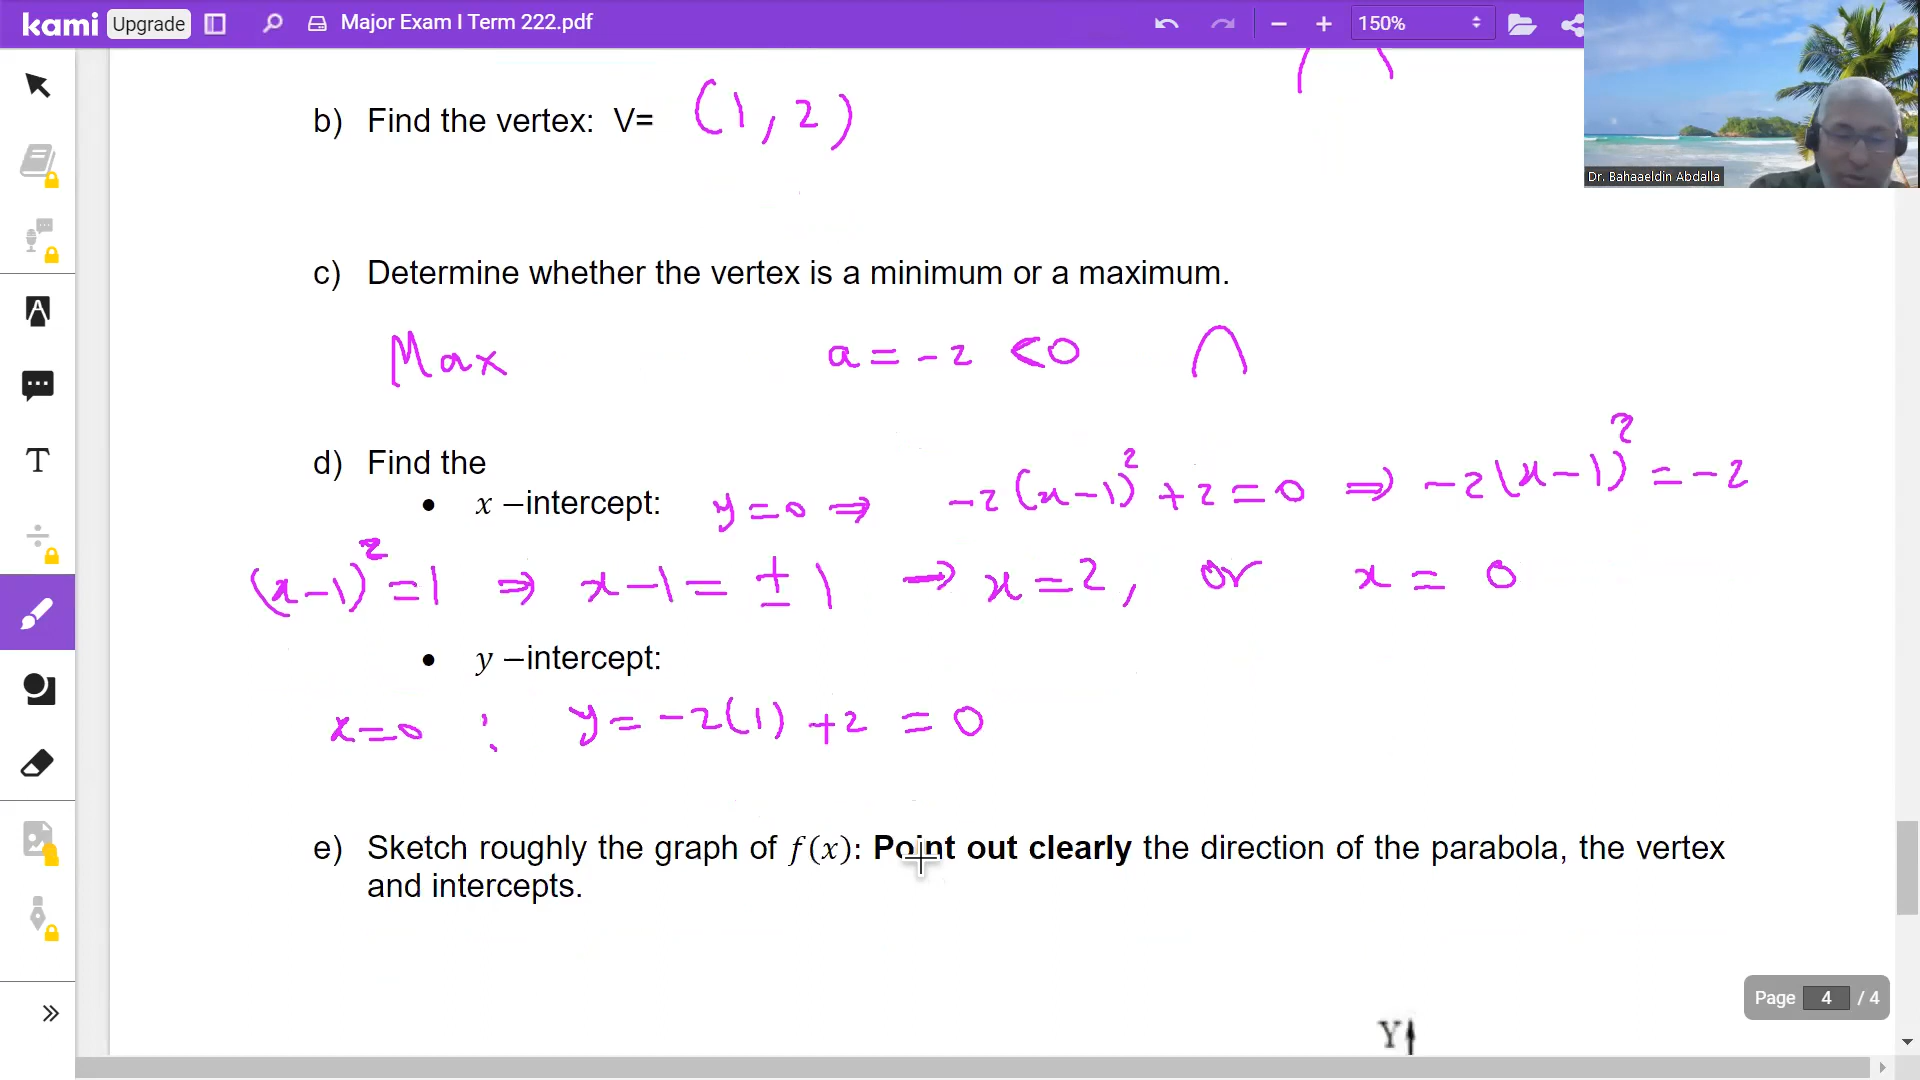 kami Upgrade Major Exam I Term 222.pdf 150%
Dr. Bahaaeldin Abdalla
b) Find the vertex: V= (1, 2)
c) Determine whether the vertex is a minimum or a maximum.
Max a = -2 <0
d) Find the
• x −intercept: y=0 ⇒ -2(x-1)² +2 = 0 ⇒ -2(x-1)² = -2
(x-1)² = 1 ⇒ x-1 = ± 1 → x=2, or x = 0
• y −intercept:
x=0 : y= -2(1) +2 = 0
e) Sketch roughly the graph of f(x): Point out clearly the direction of the parabola, the vertex
and intercepts.
Page 4 / 4
Y